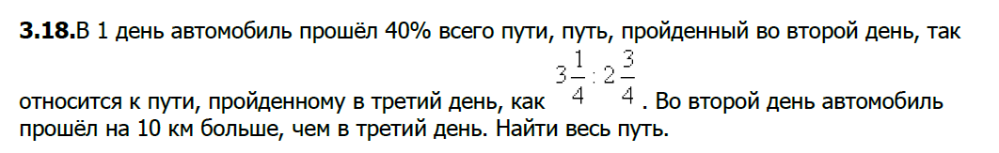 3.18.В 1 день автомобиль прошёл 40% всего пути, путь, пройденный во второй день, так
относится к пути, пройденному в третий день, как 3 1/4 : 2 3/4 . Во второй день автомобиль
прошёл на 10 км больше, чем в третий день. Найти весь путь.